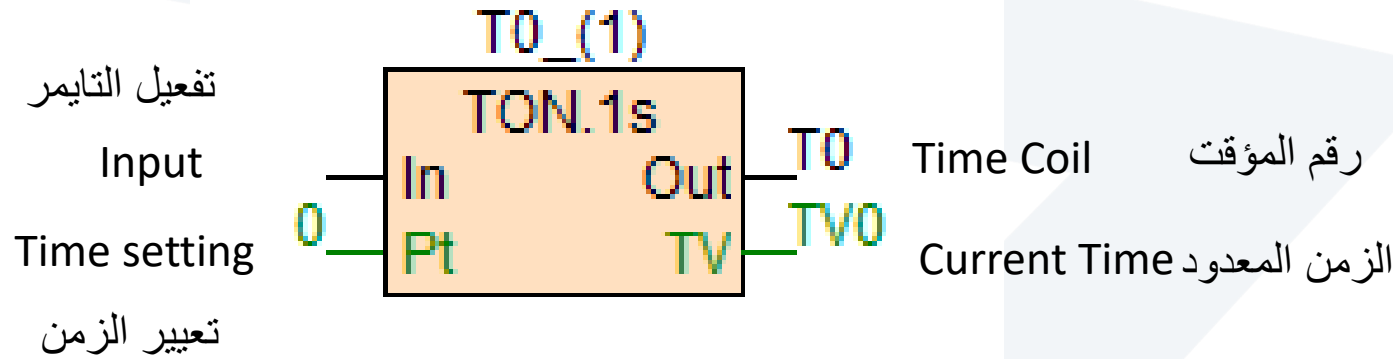 T0_(1)
تفعيل التايمر
TON.1s
Input
In
Out
T0
Time Coil
رقم المؤقت
Time setting
0
Pt
TV
TV0
Current Time الزمن المعدود
تعيير الزمن